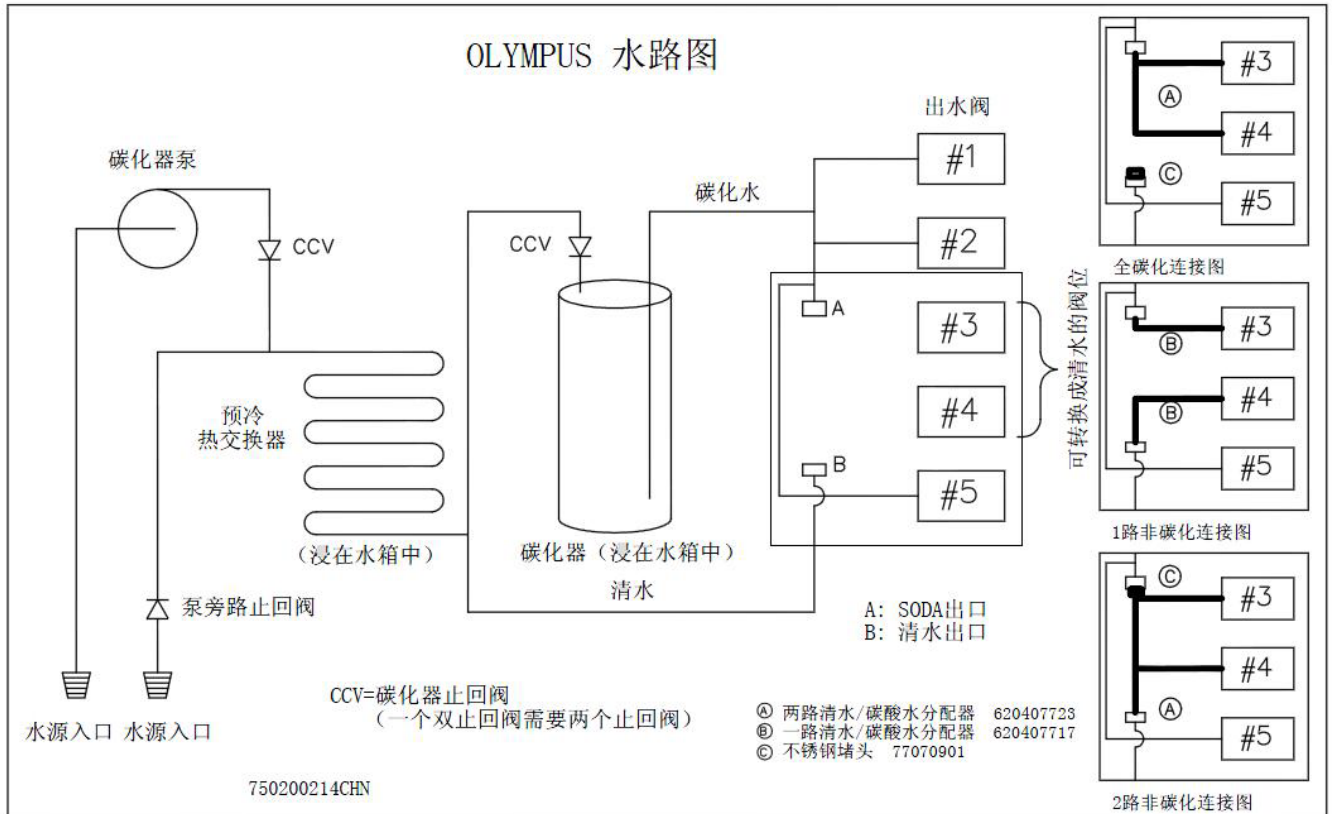 OLYMPUS 水路图
碳化器泵
CCV
预冷
热交换器
(浸在水箱中)
泵旁路止回阀
水源入口
水源入口
CCV
碳化器(浸在水箱中)
碳化水
清水
出水阀
#1
#2
A
#3
#4
B
#5
可转换成清水的阀位
A: SODA出口
B: 清水出口
CCV=碳化器止回阀
(一个双止回阀需要两个止回阀)
Ⓐ 两路清水/碳酸水分配器 620407723
Ⓑ 一路清水/碳酸水分配器 620407717
Ⓒ 不锈钢堵头 77070901
750200214CHN
#3
Ⓐ
#4
Ⓒ
#5
全碳化连接图
#3
Ⓑ
#4
Ⓑ
#5
1路非碳化连接图
Ⓒ
#3
#4
Ⓐ
#5
2路非碳化连接图